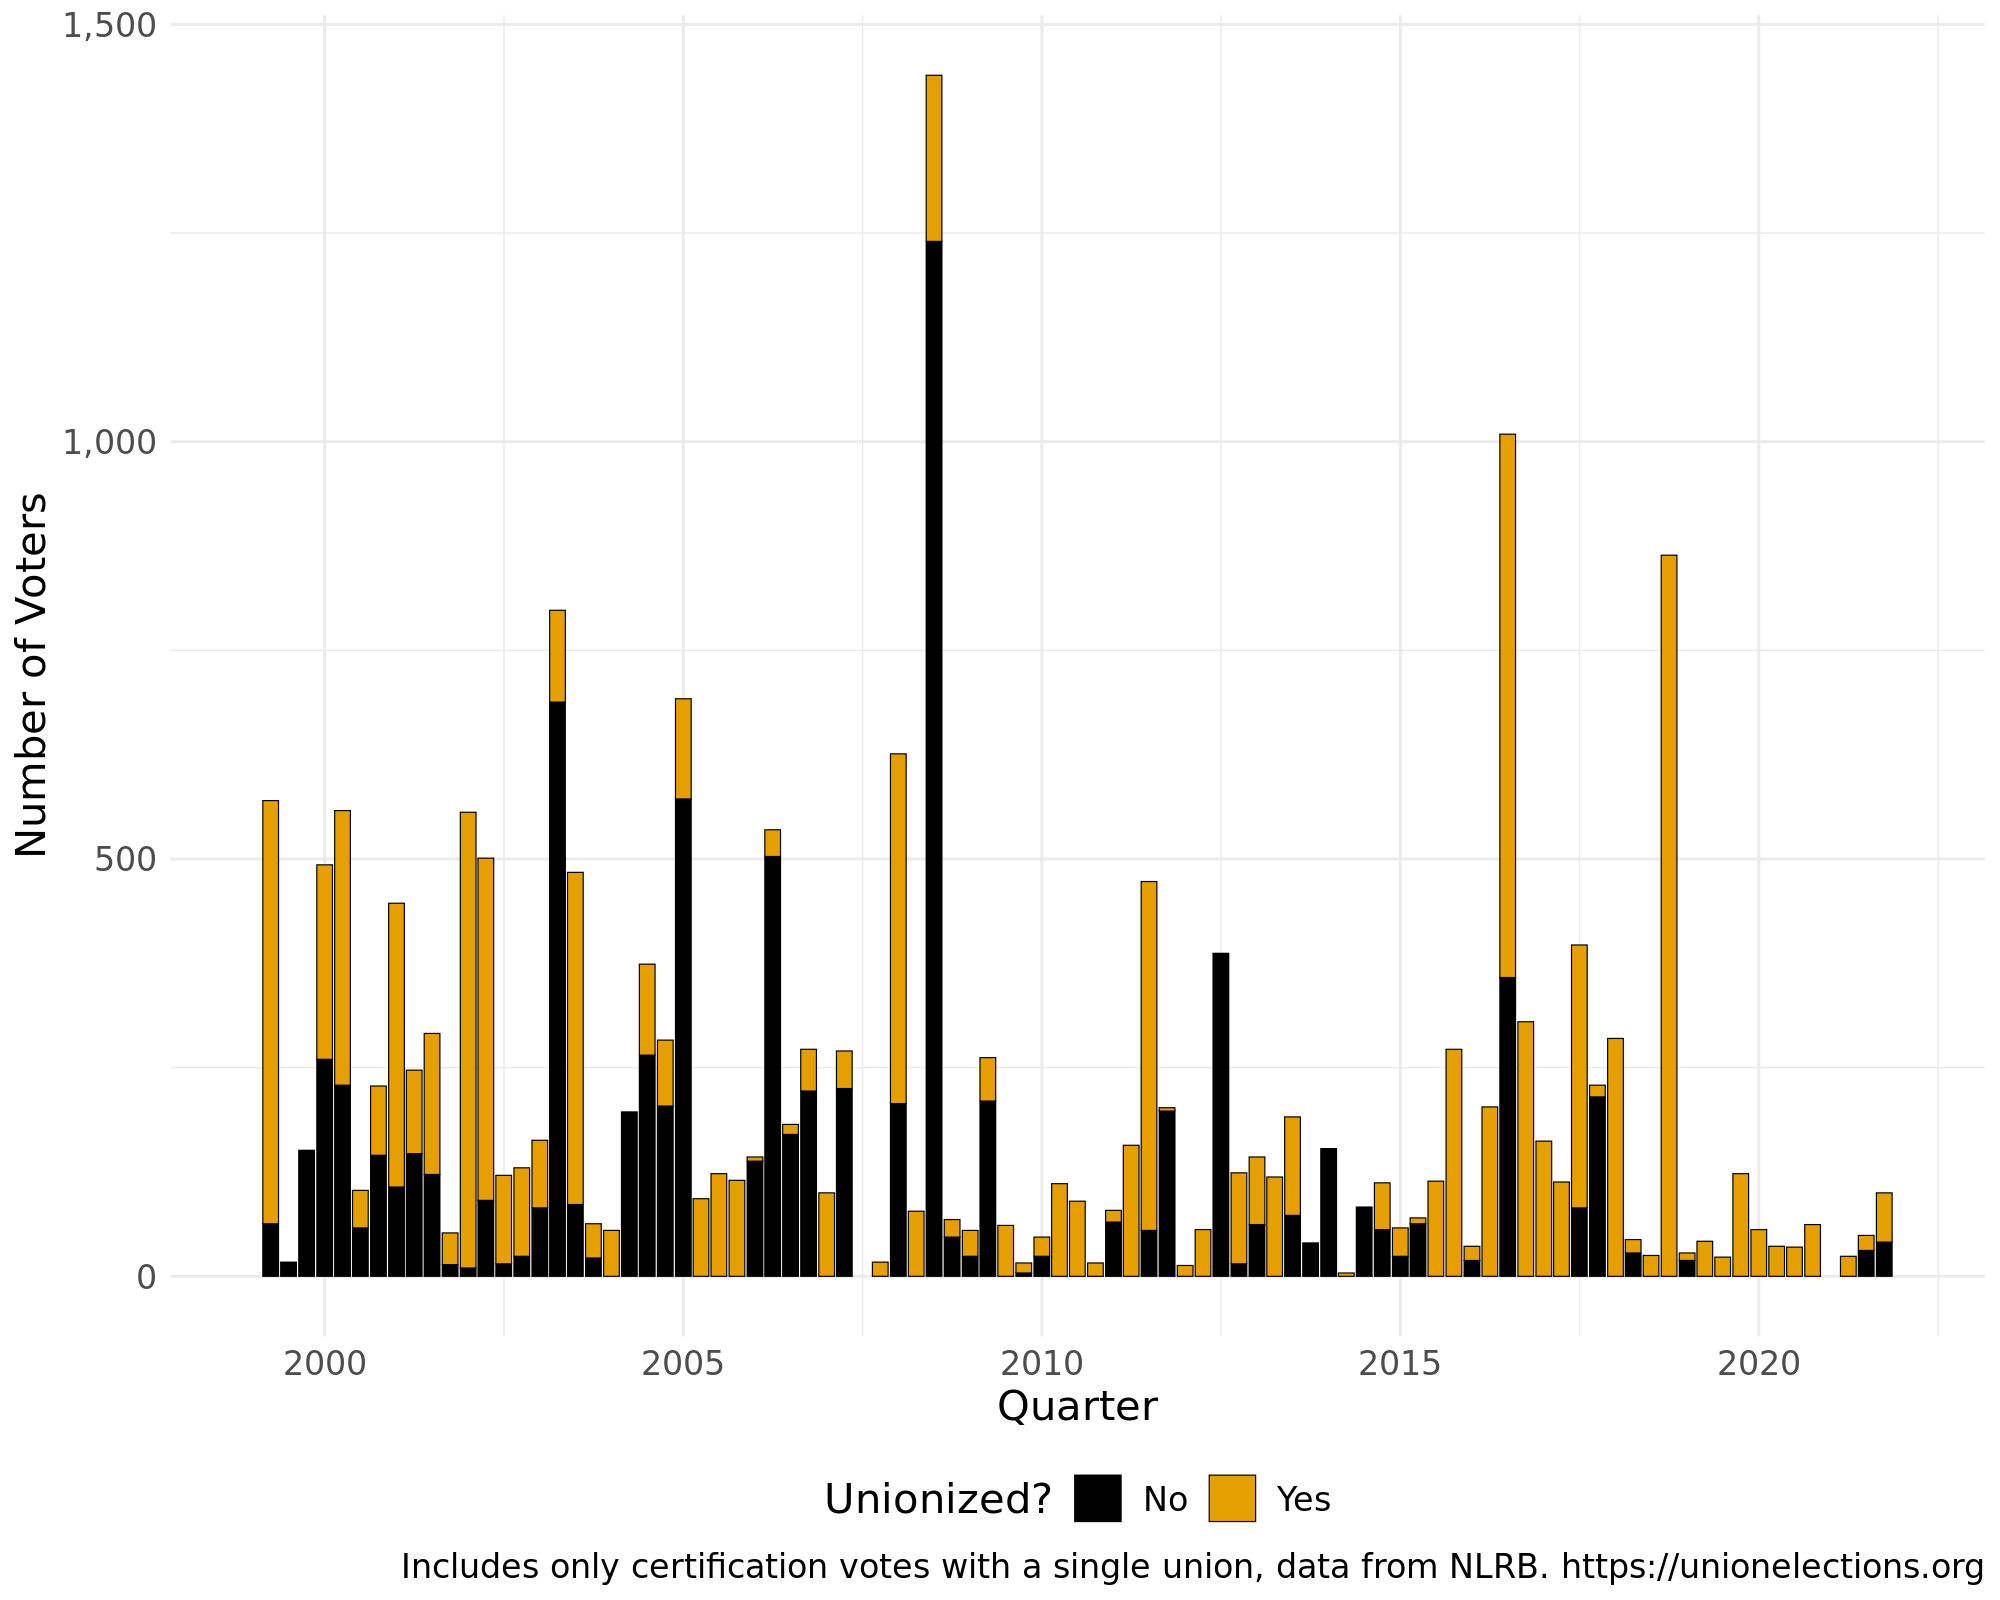 1,500
1,000
500
0
Number of Voters
2000 2005 2010 2015 2020
Quarter
Unionized? No Yes
Includes only certification votes with a single union, data from NLRB. https://unionelections.org